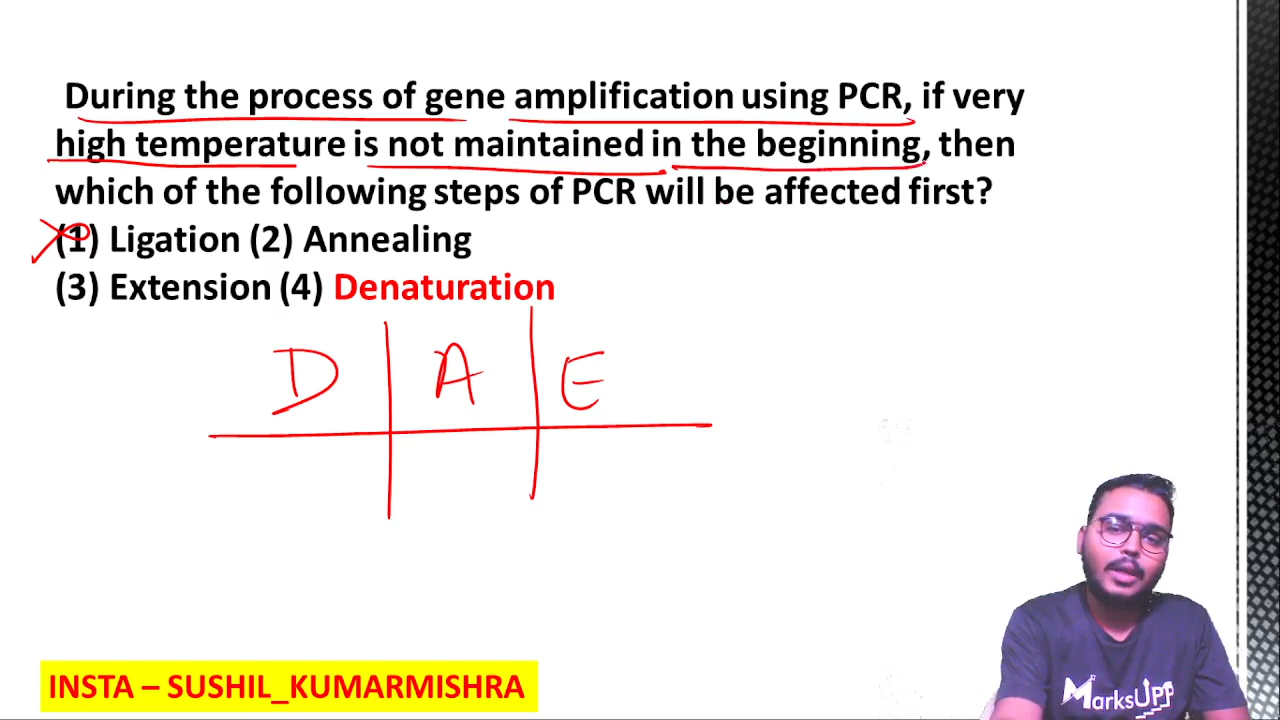 During the process of gene amplification using PCR, if very
high temperature is not maintained in the beginning, then
which of the following steps of PCR will be affected first?
(1) Ligation (2) Annealing
(3) Extension (4) Denaturation
D A E
MarksUpp
INSTA – SUSHIL_KUMARMISHRA